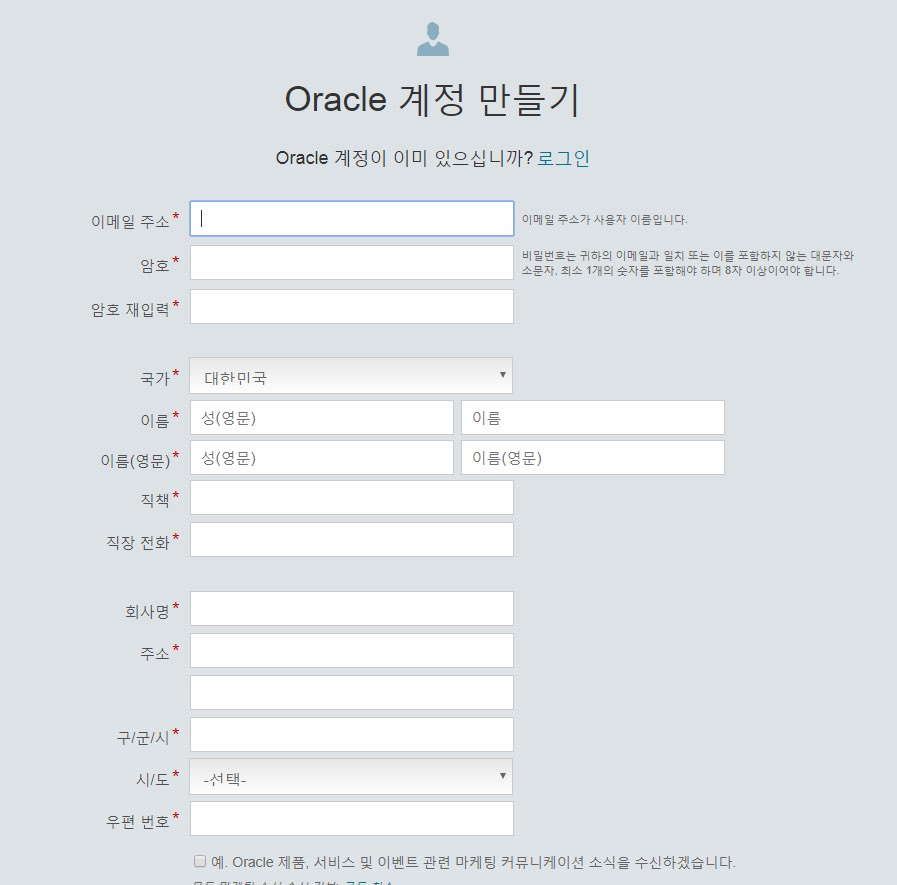 Oracle 계정 만들기
Oracle 계정이 이미 있으십니까? 로그인
이메일 주소* 이메일 주소가 사용자 이름입니다.
암호* 비밀번호는 귀하의 이메일과 일치 또는 이를 포함하지 않는 대문자와
소문자, 최소 1개의 숫자를 포함해야 하며 8자 이상이어야 합니다.
암호 재입력*
국가* 대한민국
이름* 성(영문) 이름
이름(영문)* 성(영문) 이름(영문)
직책*
직장 전화*
회사명*
주소*
구/군/시*
시/도* -선택-
우편 번호*
예. Oracle 제품, 서비스 및 이벤트 관련 마케팅 커뮤니케이션 소식을 수신하겠습니다.